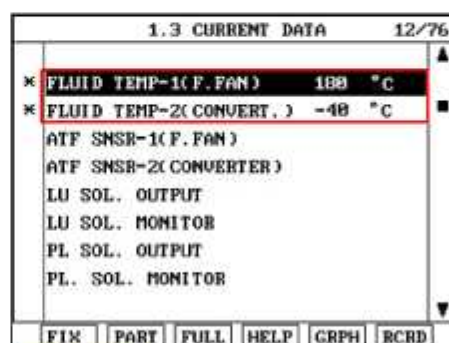 1.3 CURRENT DATA 12/76
* FLUID TEMP-1(F.FAN) 180 °C
* FLUID TEMP-2(CONVERT.) -40 °C
ATF SNSR-1(F.FAN)
ATF SNSR-2(CONVERTER)
LU SOL. OUTPUT
LU SOL. MONITOR
PL SOL. OUTPUT
PL. SOL. MONITOR
FIX PART FULL HELP GRPH RCRD